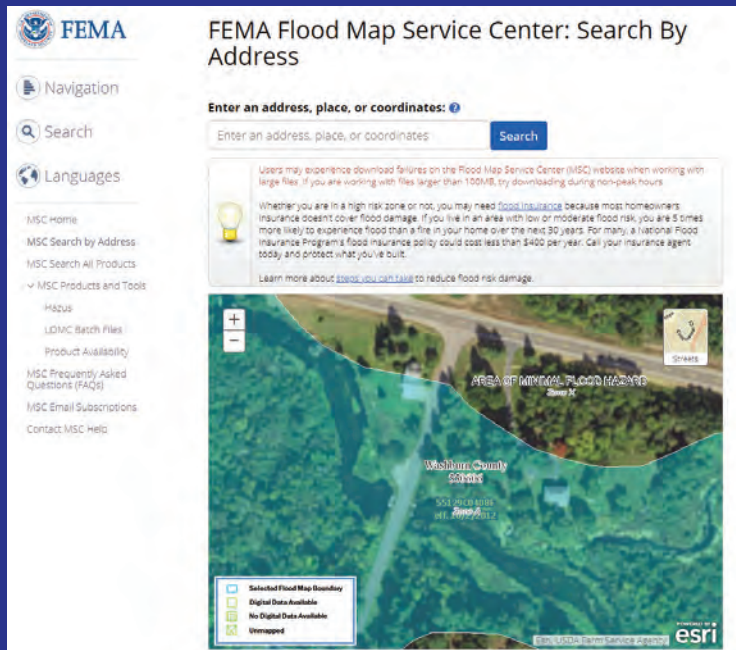 FEMA
Navigation
Search
Languages
MSC Home
MSC Search by Address
MSC Search All Products
MSC Products and Tools
Hazus
LOMC Batch Files
Product Availability
MSC Frequently Asked
Questions (FAQs)
MSC Email Subscriptions
Contact MSC Help
FEMA Flood Map Service Center: Search By
Address
Enter an address, place, or coordinates:
Enter an address, place, or coordinates
Search
Users may experience download failures on the Flood Map Service Center (MSC) website when working with
large files. If you are working with files larger than 100MB, try downloading during non-peak hours
Whether you are in a high risk zone or not, you may need flood insurance because most homeowners
insurance doesn't cover flood damage. If you live in an area with low or moderate flood risk, you are 5 times
more likely to experience flood than a fire in your home over the next 30 years. For many, a National Flood
Insurance Program's flood insurance policy could cost less than $400 per year. Call your insurance agent
today and protect what you've built.
Learn more about steps you can take to reduce flood risk damage.
+
−
Streets
AREA OF MINIMAL FLOOD HAZARD
Zone X
Washburn County
Zone A
Selected Flood Map Boundary
Digital Data Available
No Digital Data Available
Unmapped
Esri, USDA Farm Service Agency
POWERED BY
esri